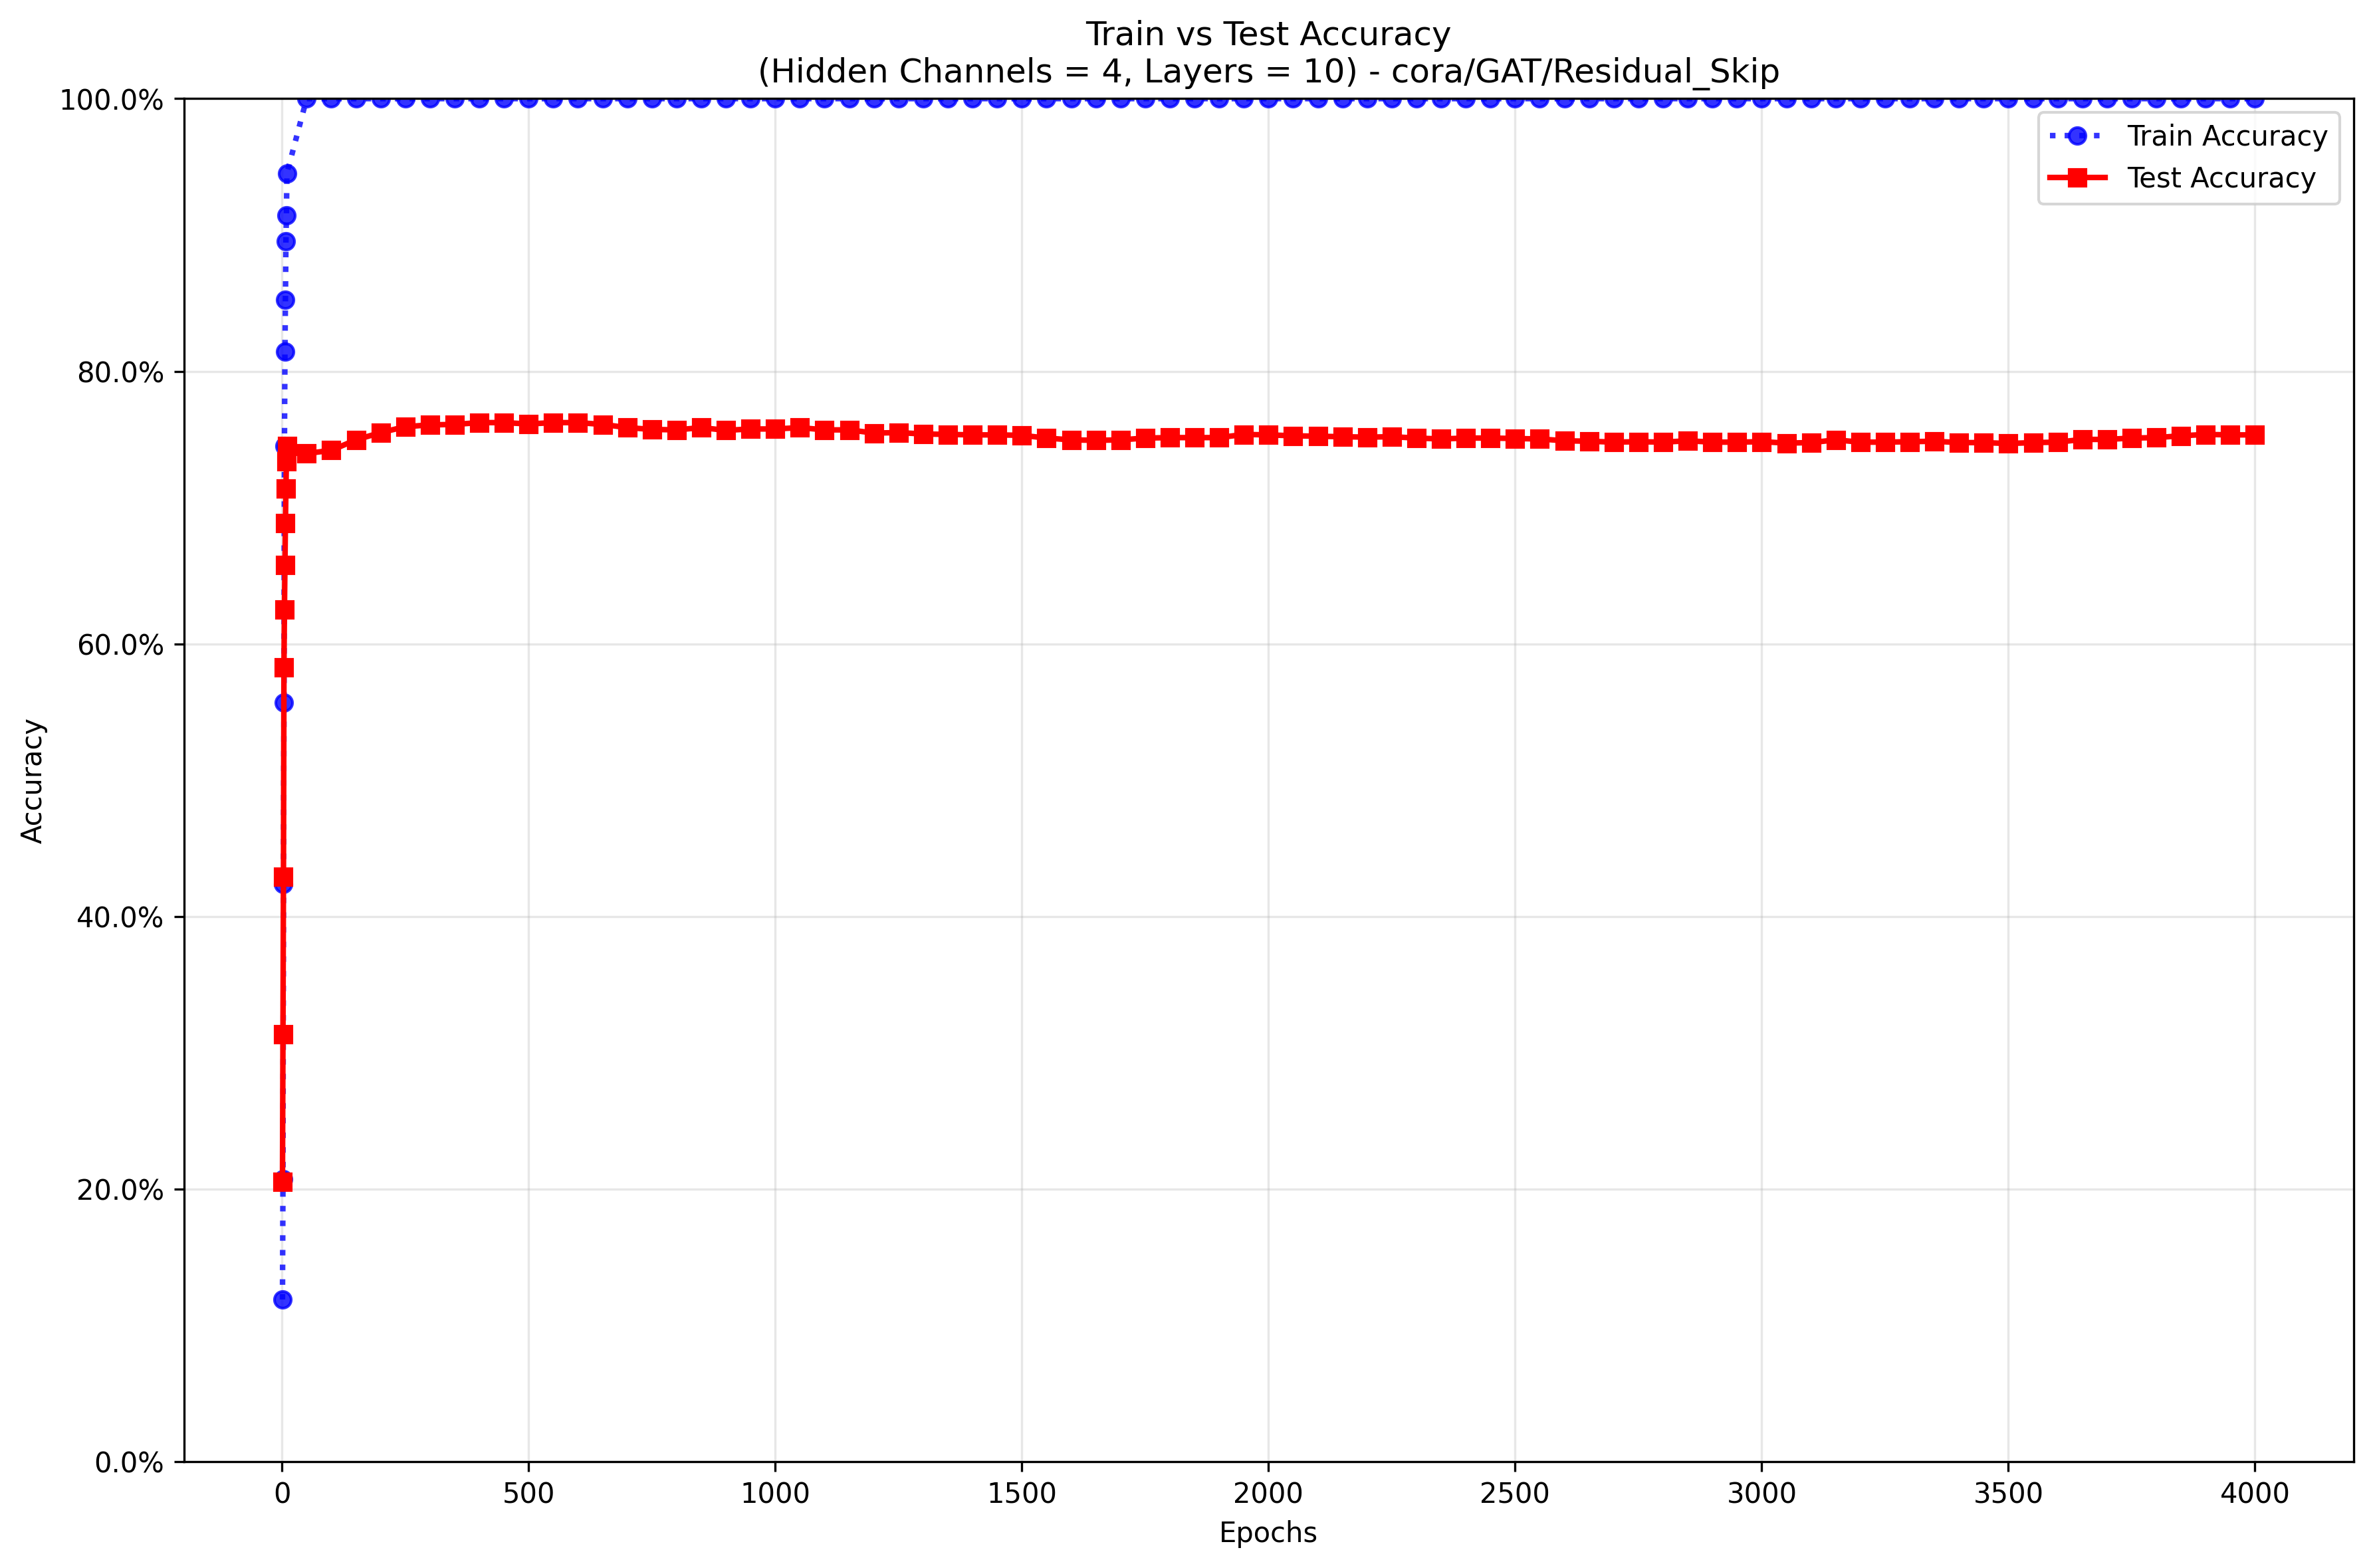 Train vs Test Accuracy
(Hidden Channels = 4, Layers = 10) - cora/GAT/Residual_Skip
100.0%
80.0%
60.0%
40.0%
20.0%
0.0%
Accuracy
Train Accuracy
Test Accuracy
0
500
1000
1500
2000
2500
3000
3500
4000
Epochs